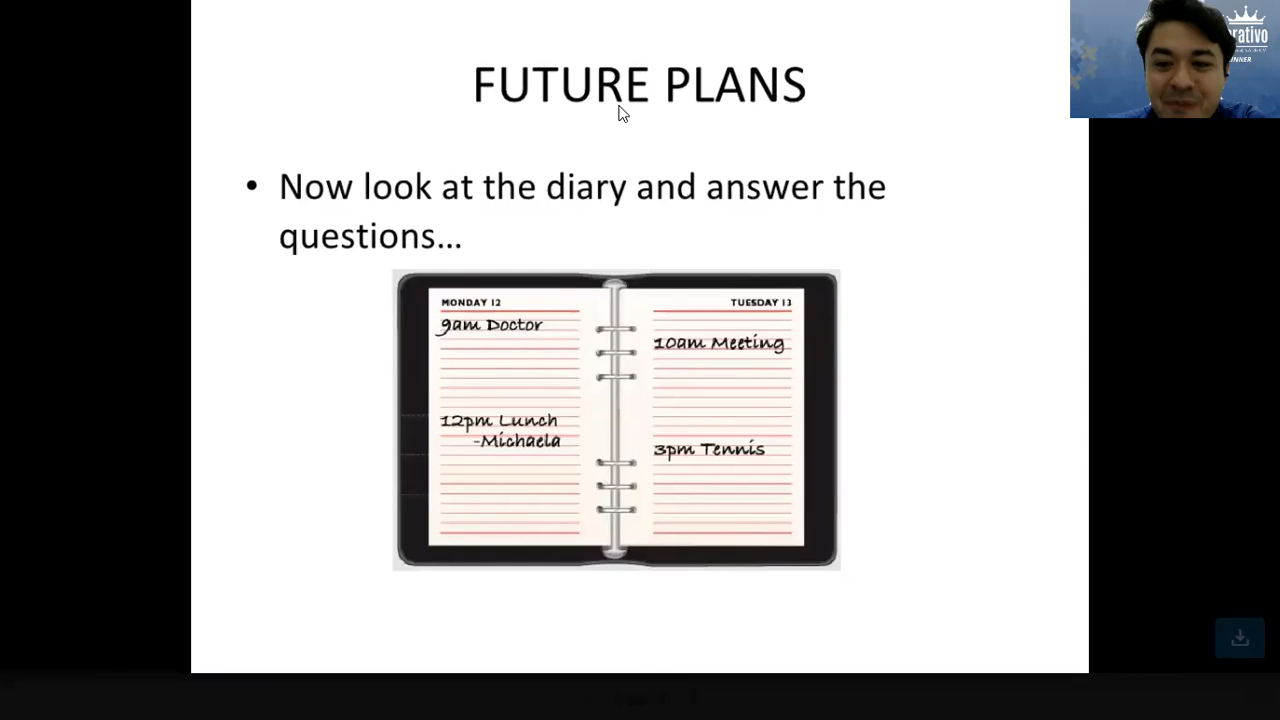 FUTURE PLANS
• Now look at the diary and answer the
questions…
MONDAY 12
9am Doctor
12pm Lunch
-Michaela
TUESDAY 13
10am Meeting
3pm Tennis